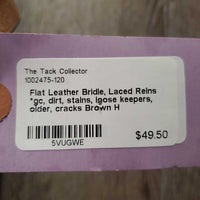 The Tack Collector
1002475-120
Flat Leather Bridle, Laced Reins
*gc, dirt, stains, lgose keepers,
older, cracks Brown H
5VUGWE
$49.50